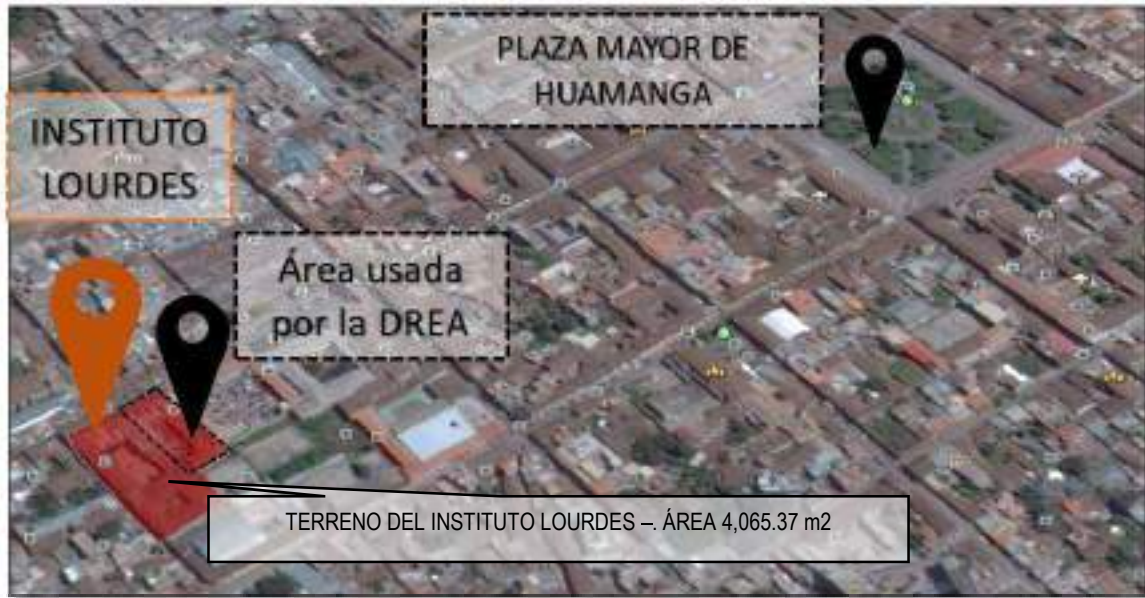 PLAZA MAYOR DE
HUAMANGA
INSTITUTO
LOURDES
Área usada
por la DREA
TERRENO DEL INSTITUTO LOURDES –. ÁREA 4,065.37 m2